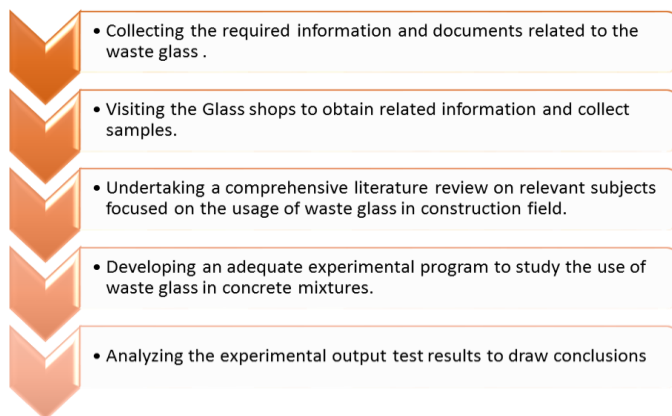 • Collecting the required information and documents related to the
waste glass .
• Visiting the Glass shops to obtain related information and collect
samples.
• Undertaking a comprehensive literature review on relevant subjects
focused on the usage of waste glass in construction field.
• Developing an adequate experimental program to study the use of
waste glass in concrete mixtures.
• Analyzing the experimental output test results to draw conclusions